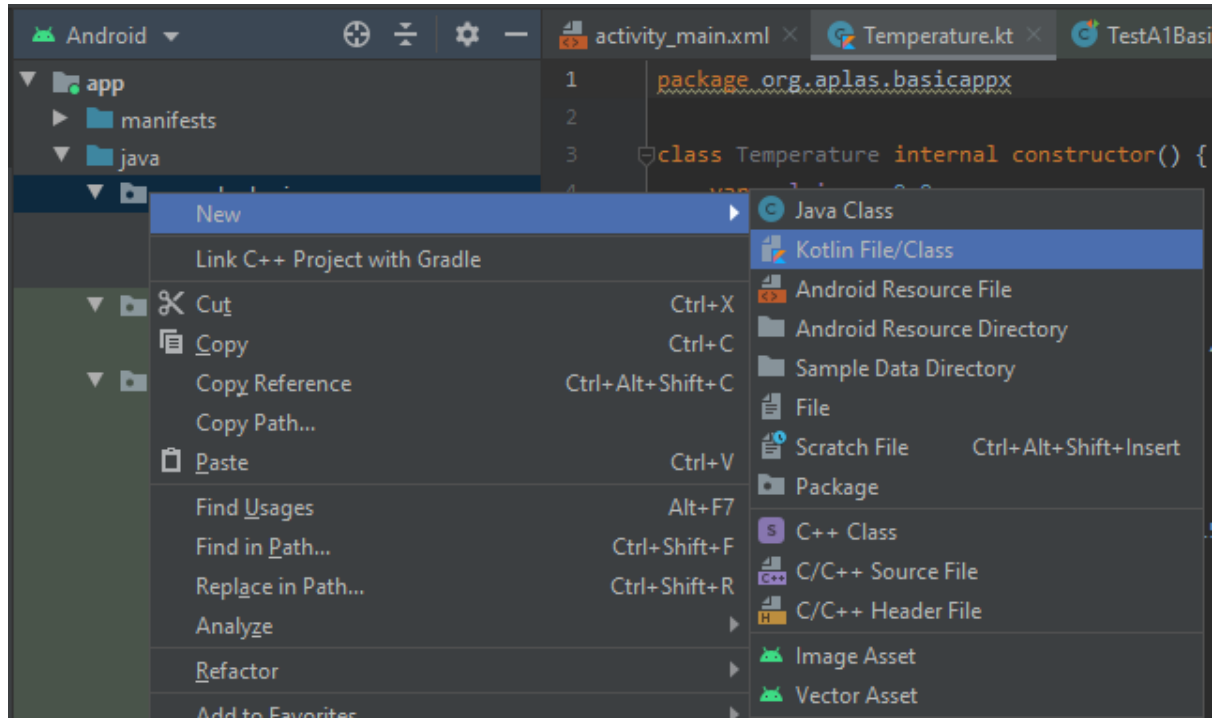 Android
activity_main.xml
Temperature.kt
TestA1Basi
app
manifests
java
1
package org.aplas.basicappx
2
3
class Temperature internal constructor() {
New
Link C++ Project with Gradle
Cut Ctrl+X
Copy Ctrl+C
Copy Reference Ctrl+Alt+Shift+C
Copy Path...
Paste Ctrl+V
Find Usages Alt+F7
Find in Path... Ctrl+Shift+F
Replace in Path... Ctrl+Shift+R
Analyze
Refactor
Add to Favorites
Java Class
Kotlin File/Class
Android Resource File
Android Resource Directory
Sample Data Directory
File
Scratch File Ctrl+Alt+Shift+Insert
Package
C++ Class
C/C++ Source File
C/C++ Header File
Image Asset
Vector Asset